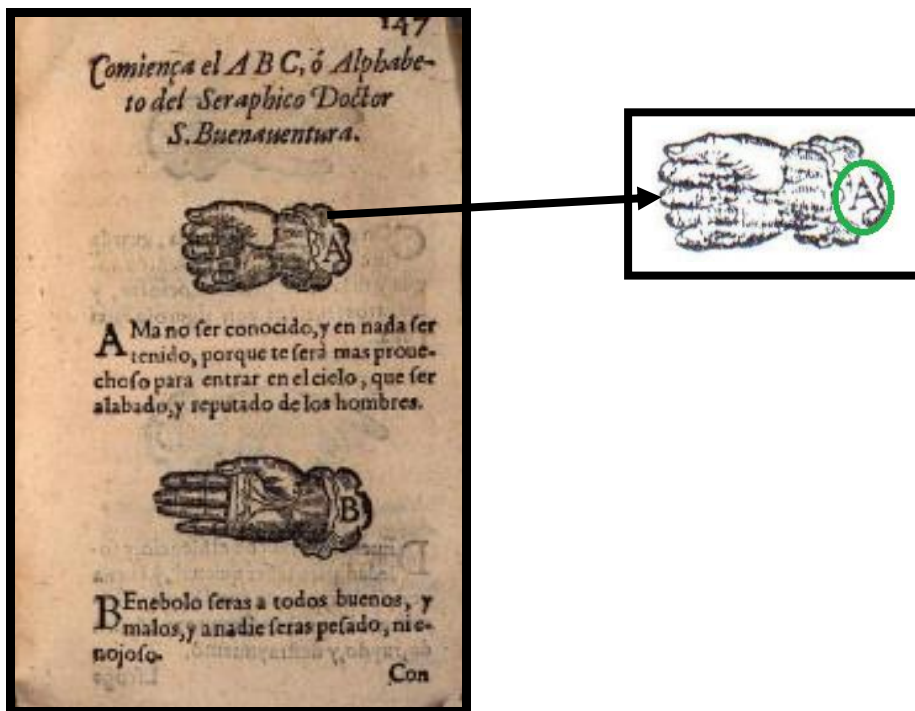 147
Comiença el A B C, ó Alphabe-
to del Seraphico Doctor
S. Buenauentura.
A
A Ma no ser conocido, y en nada ser
tenido, porque te serà mas proue-
choso para entrar en el cielo, que ser
alabado, y reputado de los hombres.
B
BEnebolo seras a todos buenos, y
malos, y a nadie seras pesado, ni e-
nojoso.
Con
A